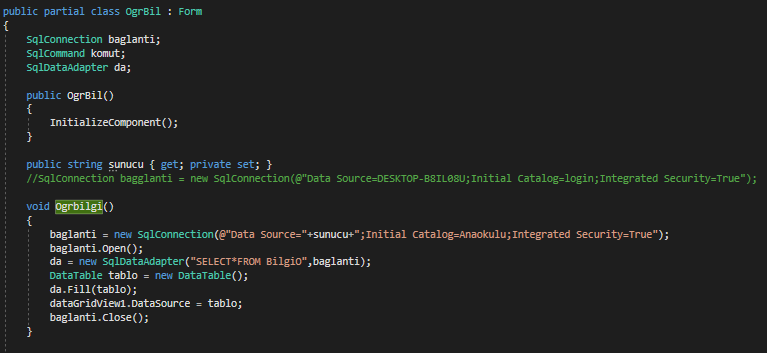 public partial class OgrBil : Form
{
SqlConnection baglanti;
SqlCommand komut;
SqlDataAdapter da;
public OgrBil()
{
InitializeComponent();
}
public string sunucu { get; private set; }
//SqlConnection bagglanti = new SqlConnection(@"Data Source=DESKTOP-B8IL08U;Initial Catalog=login;Integrated Security=True");
void Ogrbilgi()
{
baglanti = new SqlConnection(@"Data Source="+sunucu+";Initial Catalog=Anaokulu;Integrated Security=True");
baglanti.Open();
da = new SqlDataAdapter("SELECT*FROM BilgiO",baglanti);
DataTable tablo = new DataTable();
da.Fill(tablo);
dataGridView1.DataSource = tablo;
baglanti.Close();
}